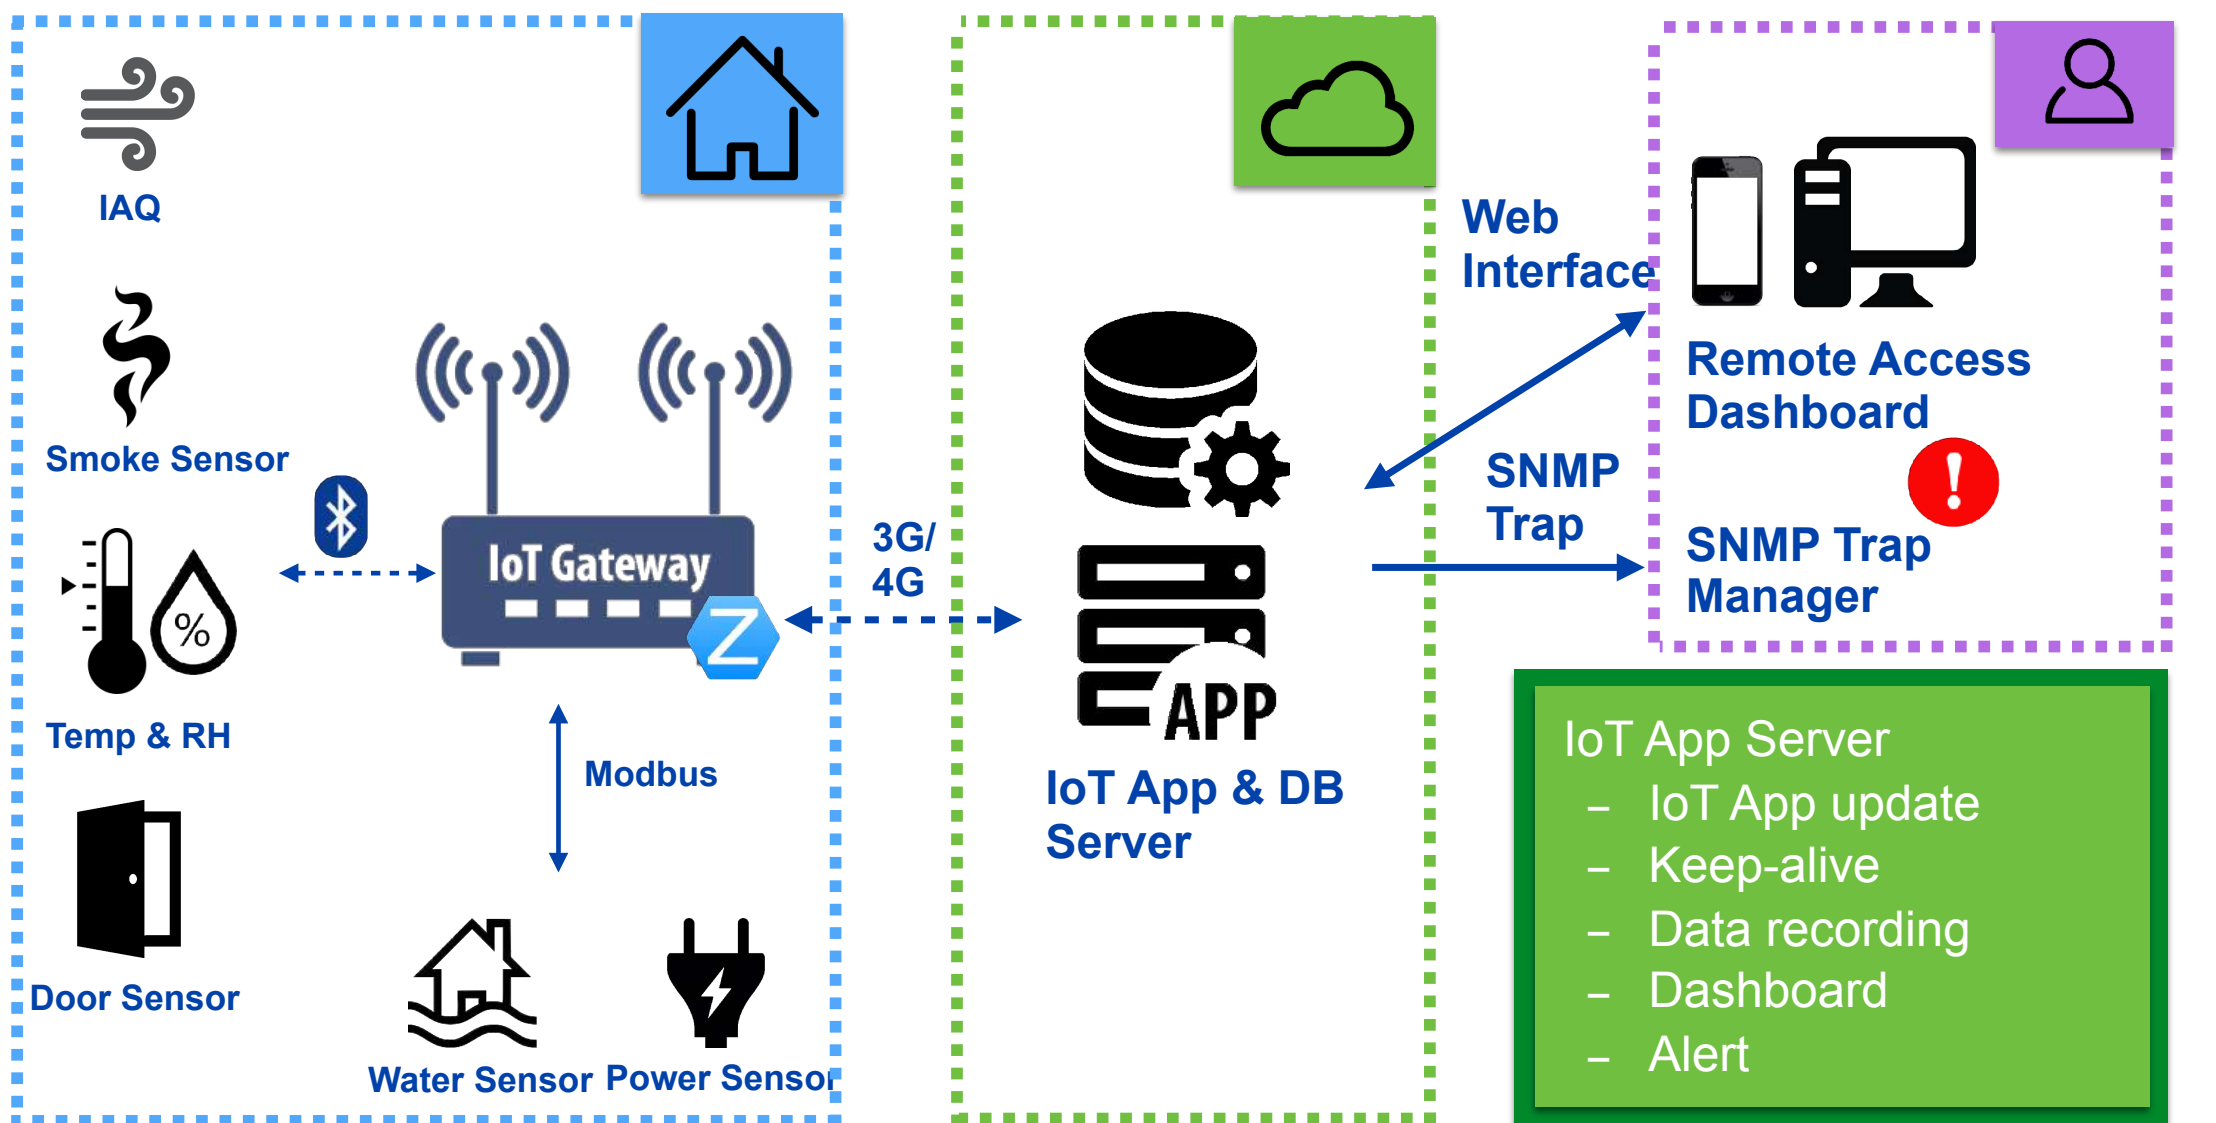 IAQ
Smoke Sensor
Temp & RH
Door Sensor
%
IoT Gateway
Z
Modbus
Water Sensor
Power Sensor
3G/
4G
APP
IoT App & DB
Server
Web
Interface
SNMP
Trap
Remote Access
Dashboard
!
SNMP Trap
Manager
IoT App Server
– IoT App update
– Keep-alive
– Data recording
– Dashboard
– Alert